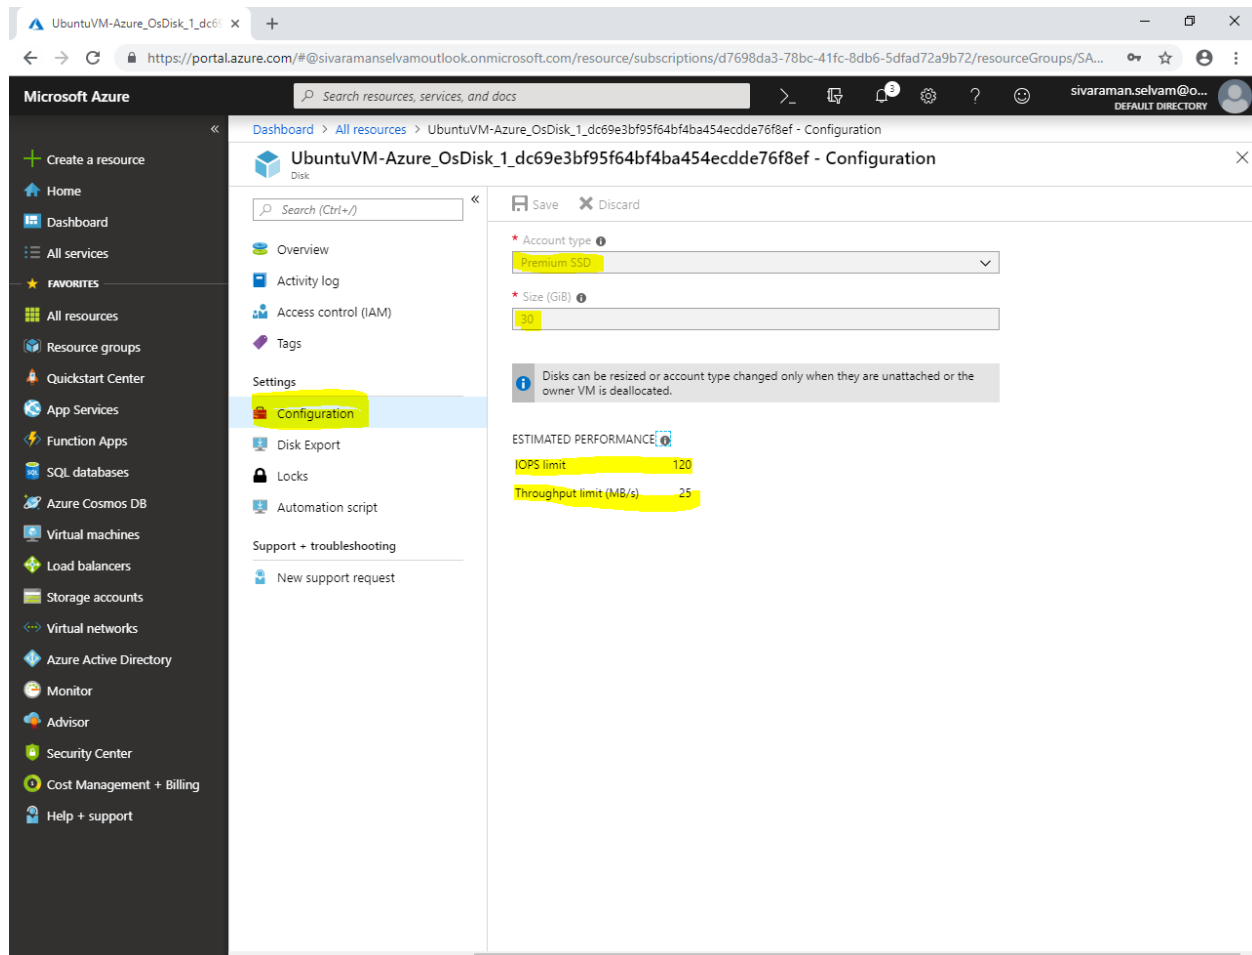 UbuntuVM-Azure_OsDisk_1_dc69
https://portal.azure.com/#@sivaramanselvamoutlook.onmicrosoft.com/resource/subscriptions/d7698da3-78bc-41fc-8db6-5dfad72a9b72/resourceGroups/SA...
Microsoft Azure
Search resources, services, and docs
3
sivaraman.selvam@o...
DEFAULT DIRECTORY
Create a resource
Home
Dashboard
All services
FAVORITES
All resources
Resource groups
Quickstart Center
App Services
Function Apps
SQL databases
Azure Cosmos DB
Virtual machines
Load balancers
Storage accounts
Virtual networks
Azure Active Directory
Monitor
Advisor
Security Center
Cost Management + Billing
Help + support
Dashboard > All resources > UbuntuVM-Azure_OsDisk_1_dc69e3bf95f64bf4ba454ecdde76f8ef - Configuration
UbuntuVM-Azure_OsDisk_1_dc69e3bf95f64bf4ba454ecdde76f8ef - Configuration
Disk
Search (Ctrl+/)
Overview
Activity log
Access control (IAM)
Tags
Settings
Configuration
Disk Export
Locks
Automation script
Support + troubleshooting
New support request
Save Discard
* Account type
Premium SSD
* Size (GiB)
30
Disks can be resized or account type changed only when they are unattached or the
owner VM is deallocated.
ESTIMATED PERFORMANCE
IOPS limit 120
Throughput limit (MB/s) 25